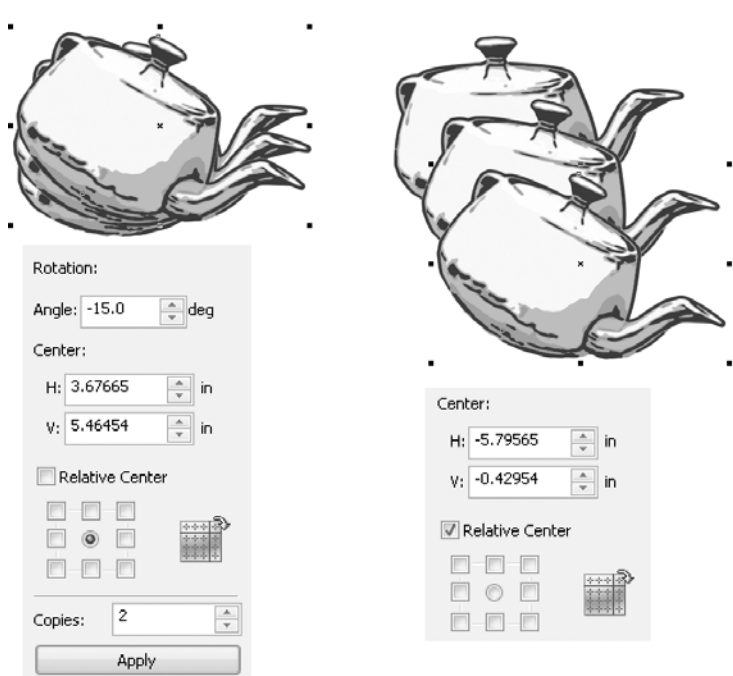 Rotation:
Angle: -15.0 deg
Center:
H: 3.67665 in
V: 5.46454 in
Relative Center
Copies: 2
Apply
Center:
H: -5.79565 in
V: -0.42954 in
Relative Center